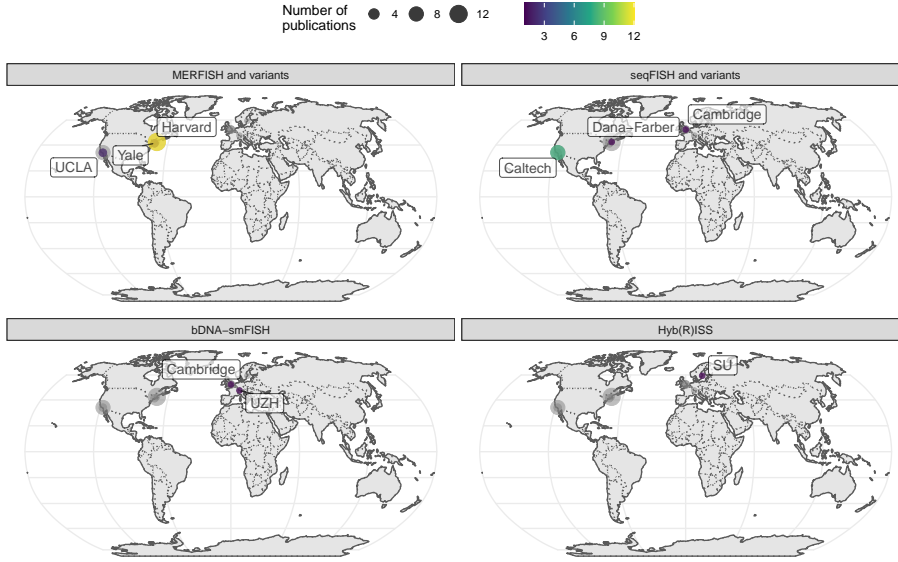 Number of
publications
4 8 12
3 6 9 12
MERFISH and variants
seqFISH and variants
Harvard
Yale
UCLA
Cambridge
Dana−Farber
Caltech
bDNA−smFISH
Hyb(R)ISS
Cambridge
UZH
SU